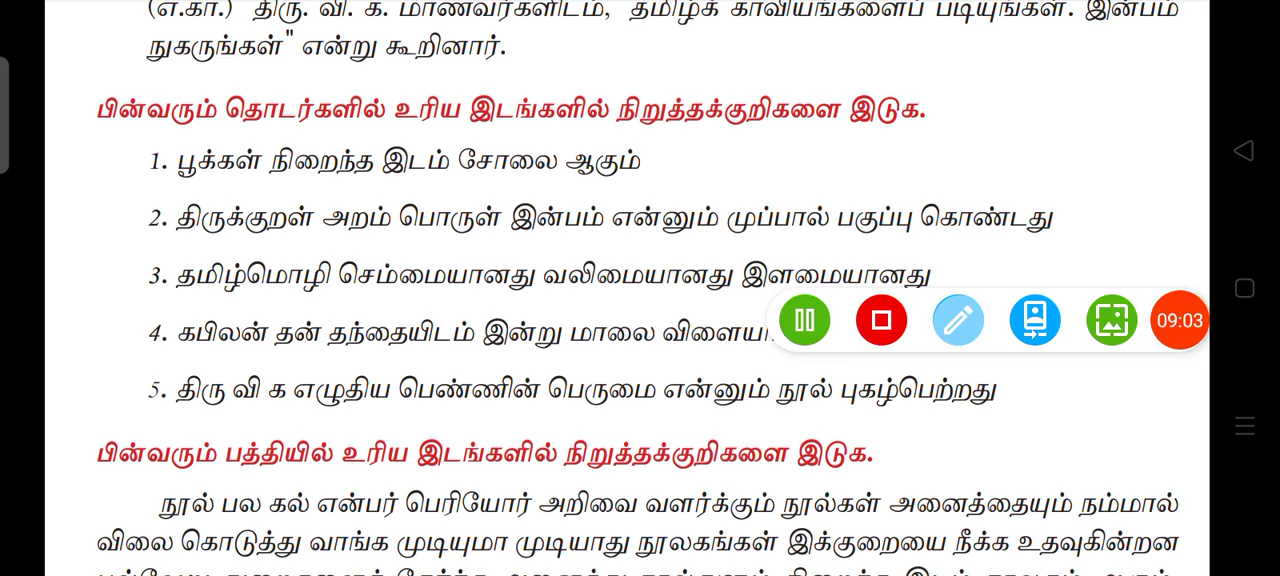 (எ.கா.) திரு. வி. க. மாணவர்களிடம், "தமிழ்க் காவியங்களைப் படியுங்கள். இன்பம்
நுகருங்கள்" என்று கூறினார்.
பின்வரும் தொடர்களில் உரிய இடங்களில் நிறுத்தக்குறிகளை இடுக.
1. பூக்கள் நிறைந்த இடம் சோலை ஆகும்
2. திருக்குறள் அறம் பொருள் இன்பம் என்னும் முப்பால் பகுப்பு கொண்டது
3. தமிழ்மொழி செம்மையானது வலிமையானது இளமையானது
4. கபிலன் தன் தந்தையிடம் இன்று மாலை
09:03
5. திரு வி க எழுதிய பெண்ணின் பெருமை என்னும் நூல் புகழ்பெற்றது
பின்வரும் பத்தியில் உரிய இடங்களில் நிறுத்தக்குறிகளை இடுக.
நூல் பல கல் என்பர் பெரியோர் அறிவை வளர்க்கும் நூல்கள் அனைத்தையும் நம்மால்
விலை கொடுத்து வாங்க முடியுமா முடியாது நூலகங்கள் இக்குறையை நீக்க உதவுகின்றன